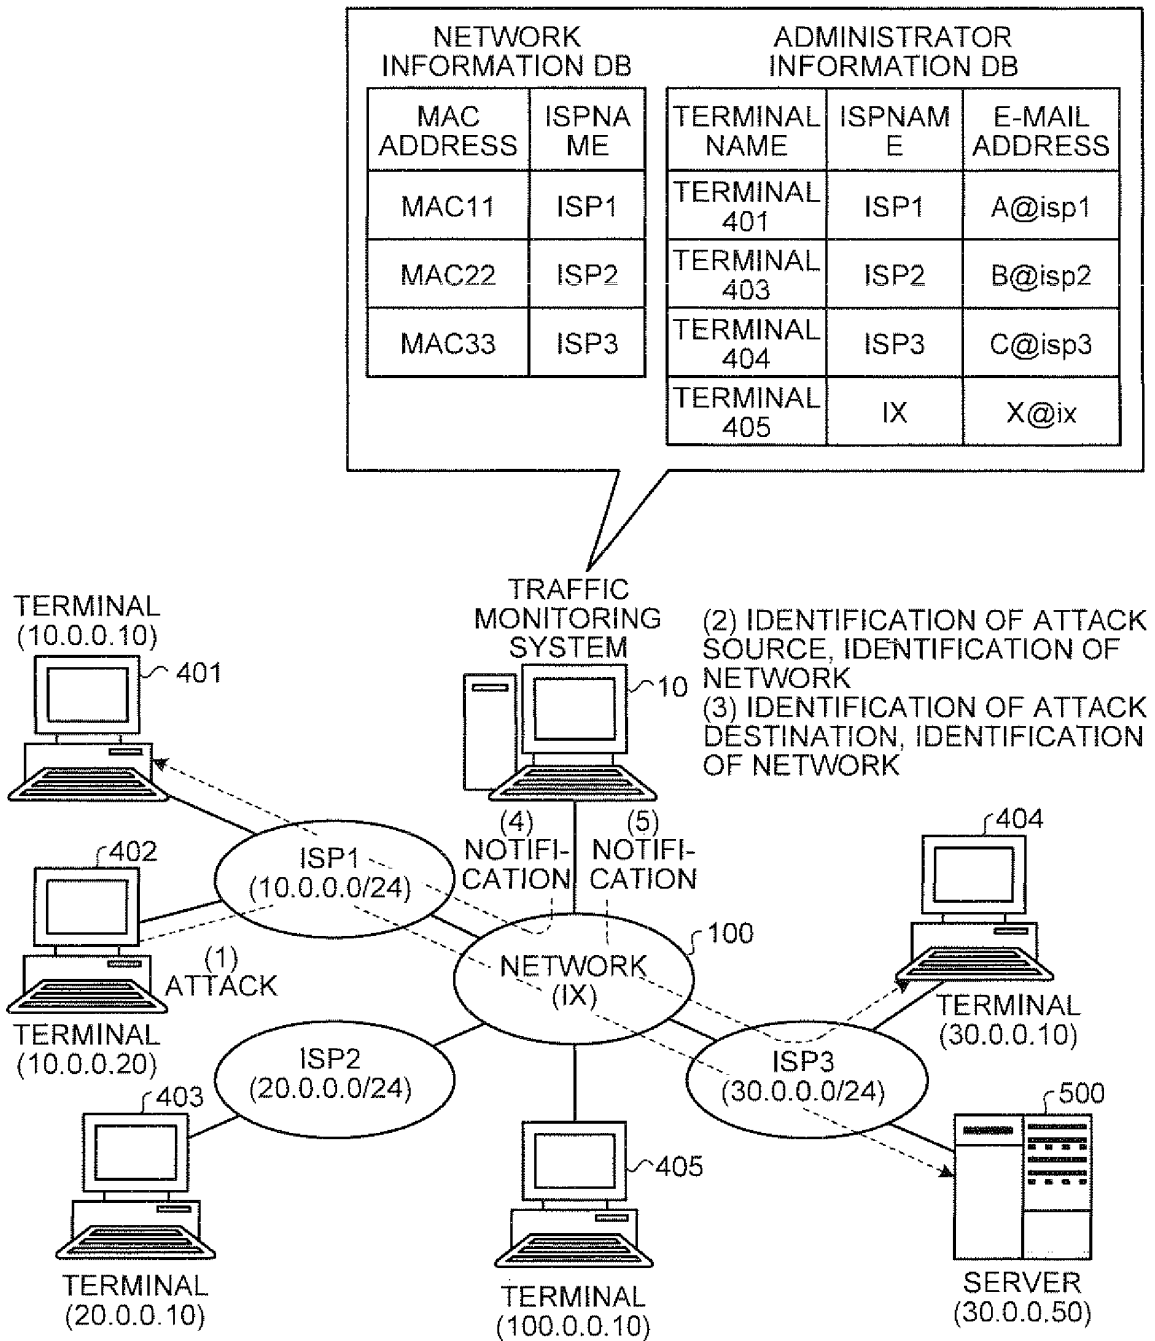 NETWORK
INFORMATION DB
MAC
ADDRESS
ISPNA
ME
MAC11
ISP1
MAC22
ISP2
MAC33
ISP3
ADMINISTRATOR
INFORMATION DB
TERMINAL
NAME
ISPNAM
E
E-MAIL
ADDRESS
TERMINAL
401
ISP1
A@isp1
TERMINAL
403
ISP2
B@isp2
TERMINAL
404
ISP3
C@isp3
TERMINAL
405
IX
X@ix
TRAFFIC
MONITORING
SYSTEM
10
(2) IDENTIFICATION OF ATTACK
SOURCE, IDENTIFICATION OF
NETWORK
(3) IDENTIFICATION OF ATTACK
DESTINATION, IDENTIFICATION
OF NETWORK
TERMINAL
(10.0.0.10)
401
(4)
NOTIFI-
CATION
(5)
NOTIFI-
CATION
402
ISP1
(10.0.0.0/24)
404
(1)
ATTACK
TERMINAL
(10.0.0.20)
100
NETWORK
(IX)
TERMINAL
(30.0.0.10)
ISP2
(20.0.0.0/24)
ISP3
(30.0.0.0/24)
403
TERMINAL
(20.0.0.10)
405
TERMINAL
(100.0.0.10)
500
SERVER
(30.0.0.50)